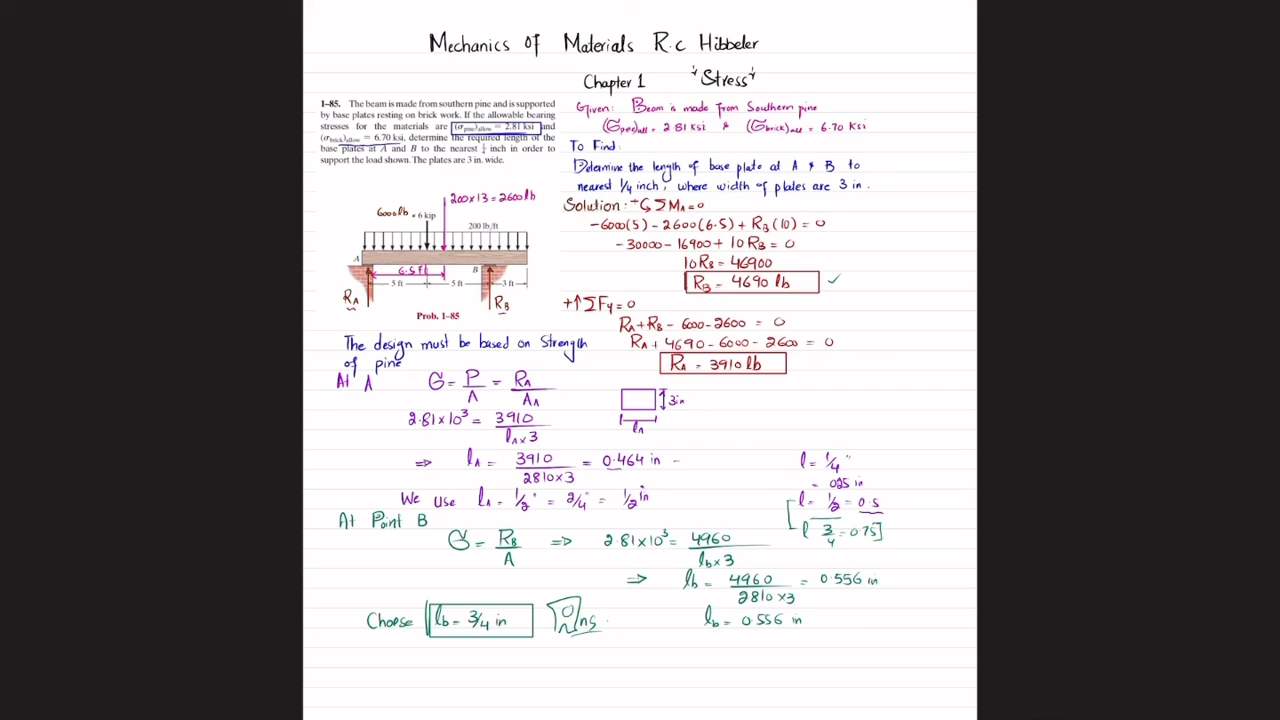 Mechanics of Materials R.c Hibbeler
Chapter 1 "Stress"
1–85. The beam is made from southern pine and is supported
by base plates resting on brick work. If the allowable bearing
stresses for the materials are (σpine)allow = 2.81 ksi and
(σbrick)allow = 6.70 ksi, determine the required length of the
base plates at A and B to the nearest 1/4 inch in order to
support the load shown. The plates are 3 in. wide.
Given: Beam is made from Southern pine
(σpine)all = 2.81 ksi & (σbrick)all = 6.70 Ksi
To Find:
Determine the length of base plate at A & B to
nearest 1/4 inch, where width of plates are 3 in.
200x13 = 2600 lb
6000 lb = 6 kip
200 lb/ft
A
6.5 ft
B
5 ft 5 ft 3 ft
RA RB
Prob. 1–85
Solution: +↺ ΣMA = 0
-6000(5) - 2600(6.5) + RB(10) = 0
-30000 - 16900 + 10RB = 0
10RB = 46900
RB = 4690 lb ✓
+↑ ΣFy = 0
RA + RB - 6000 - 2600 = 0
RA + 4690 - 6000 - 2600 = 0
RA = 3910 lb
The design must be based on Strength
of pine
At A σ = P/A = RA/AA
3in
lA
2.81 x 10³ = 3910/lA x 3
⇒ lA = 3910/2810 x 3 = 0.464 in
We Use lA = 1/2" = 2/4" = 1/2 in
l = 1/4"
= 025 in
l = 1/2 = 0.5
l 3/4 = 0.75]
At Point B
σ = RB/A ⇒ 2.81 x 10³ = 4960/lb x 3
⇒ lb = 4960/2810 x 3 = 0.556 in
lb = 0.556 in
Choose lb = 3/4 in Ans.